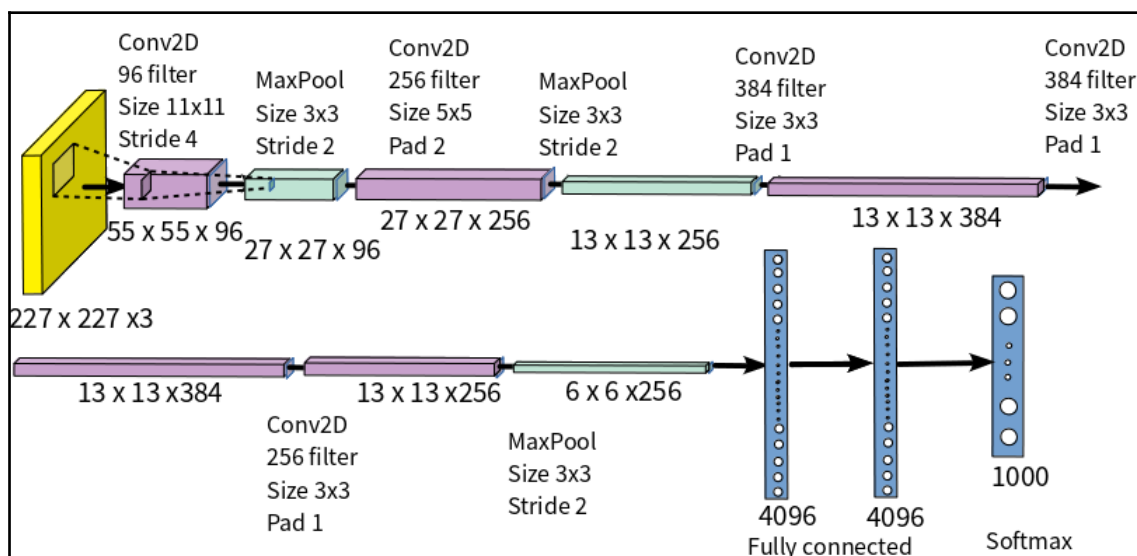 Conv2D
96 filter
Size 11x11
Stride 4
MaxPool
Size 3x3
Stride 2
Conv2D
256 filter
Size 5x5
Pad 2
MaxPool
Size 3x3
Stride 2
Conv2D
384 filter
Size 3x3
Pad 1
Conv2D
384 filter
Size 3x3
Pad 1
227 x 227 x3
55 x 55 x 96
27 x 27 x 96
27 x 27 x 256
13 x 13 x 256
13 x 13 x 384
13 x 13 x384
Conv2D
256 filter
Size 3x3
Pad 1
13 x 13 x256
MaxPool
Size 3x3
Stride 2
6 x 6 x256
4096
4096
Fully connected
1000
Softmax